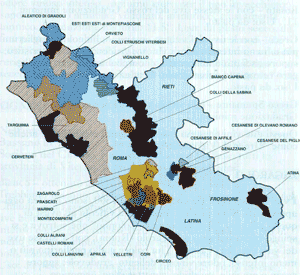 ALEATICO DI GRADOLI
EST! EST! EST! di MONTEFIASCONE
ORVIETO
COLLI ETRUSCHI VITERBESI
VIGNANELLO
BIANCO CAPENA
RIETI
COLLI DELLA SABINA
CESANESE DI OLEVANO ROMANO
TARQUINIA
CESANESE DI AFFILE
CESANESE DEL PIGLIO
GENAZZANO
CERVETERI
ROMA
ATINA
ZAGAROLO
FROSINONE
FRASCATI
MARINO
MONTECOMPATRI
LATINA
COLLI ALBANI
CASTELLI ROMANI
COLLI LANUVINI
APRILIA
VELLETRI
CORI
CIRCEO